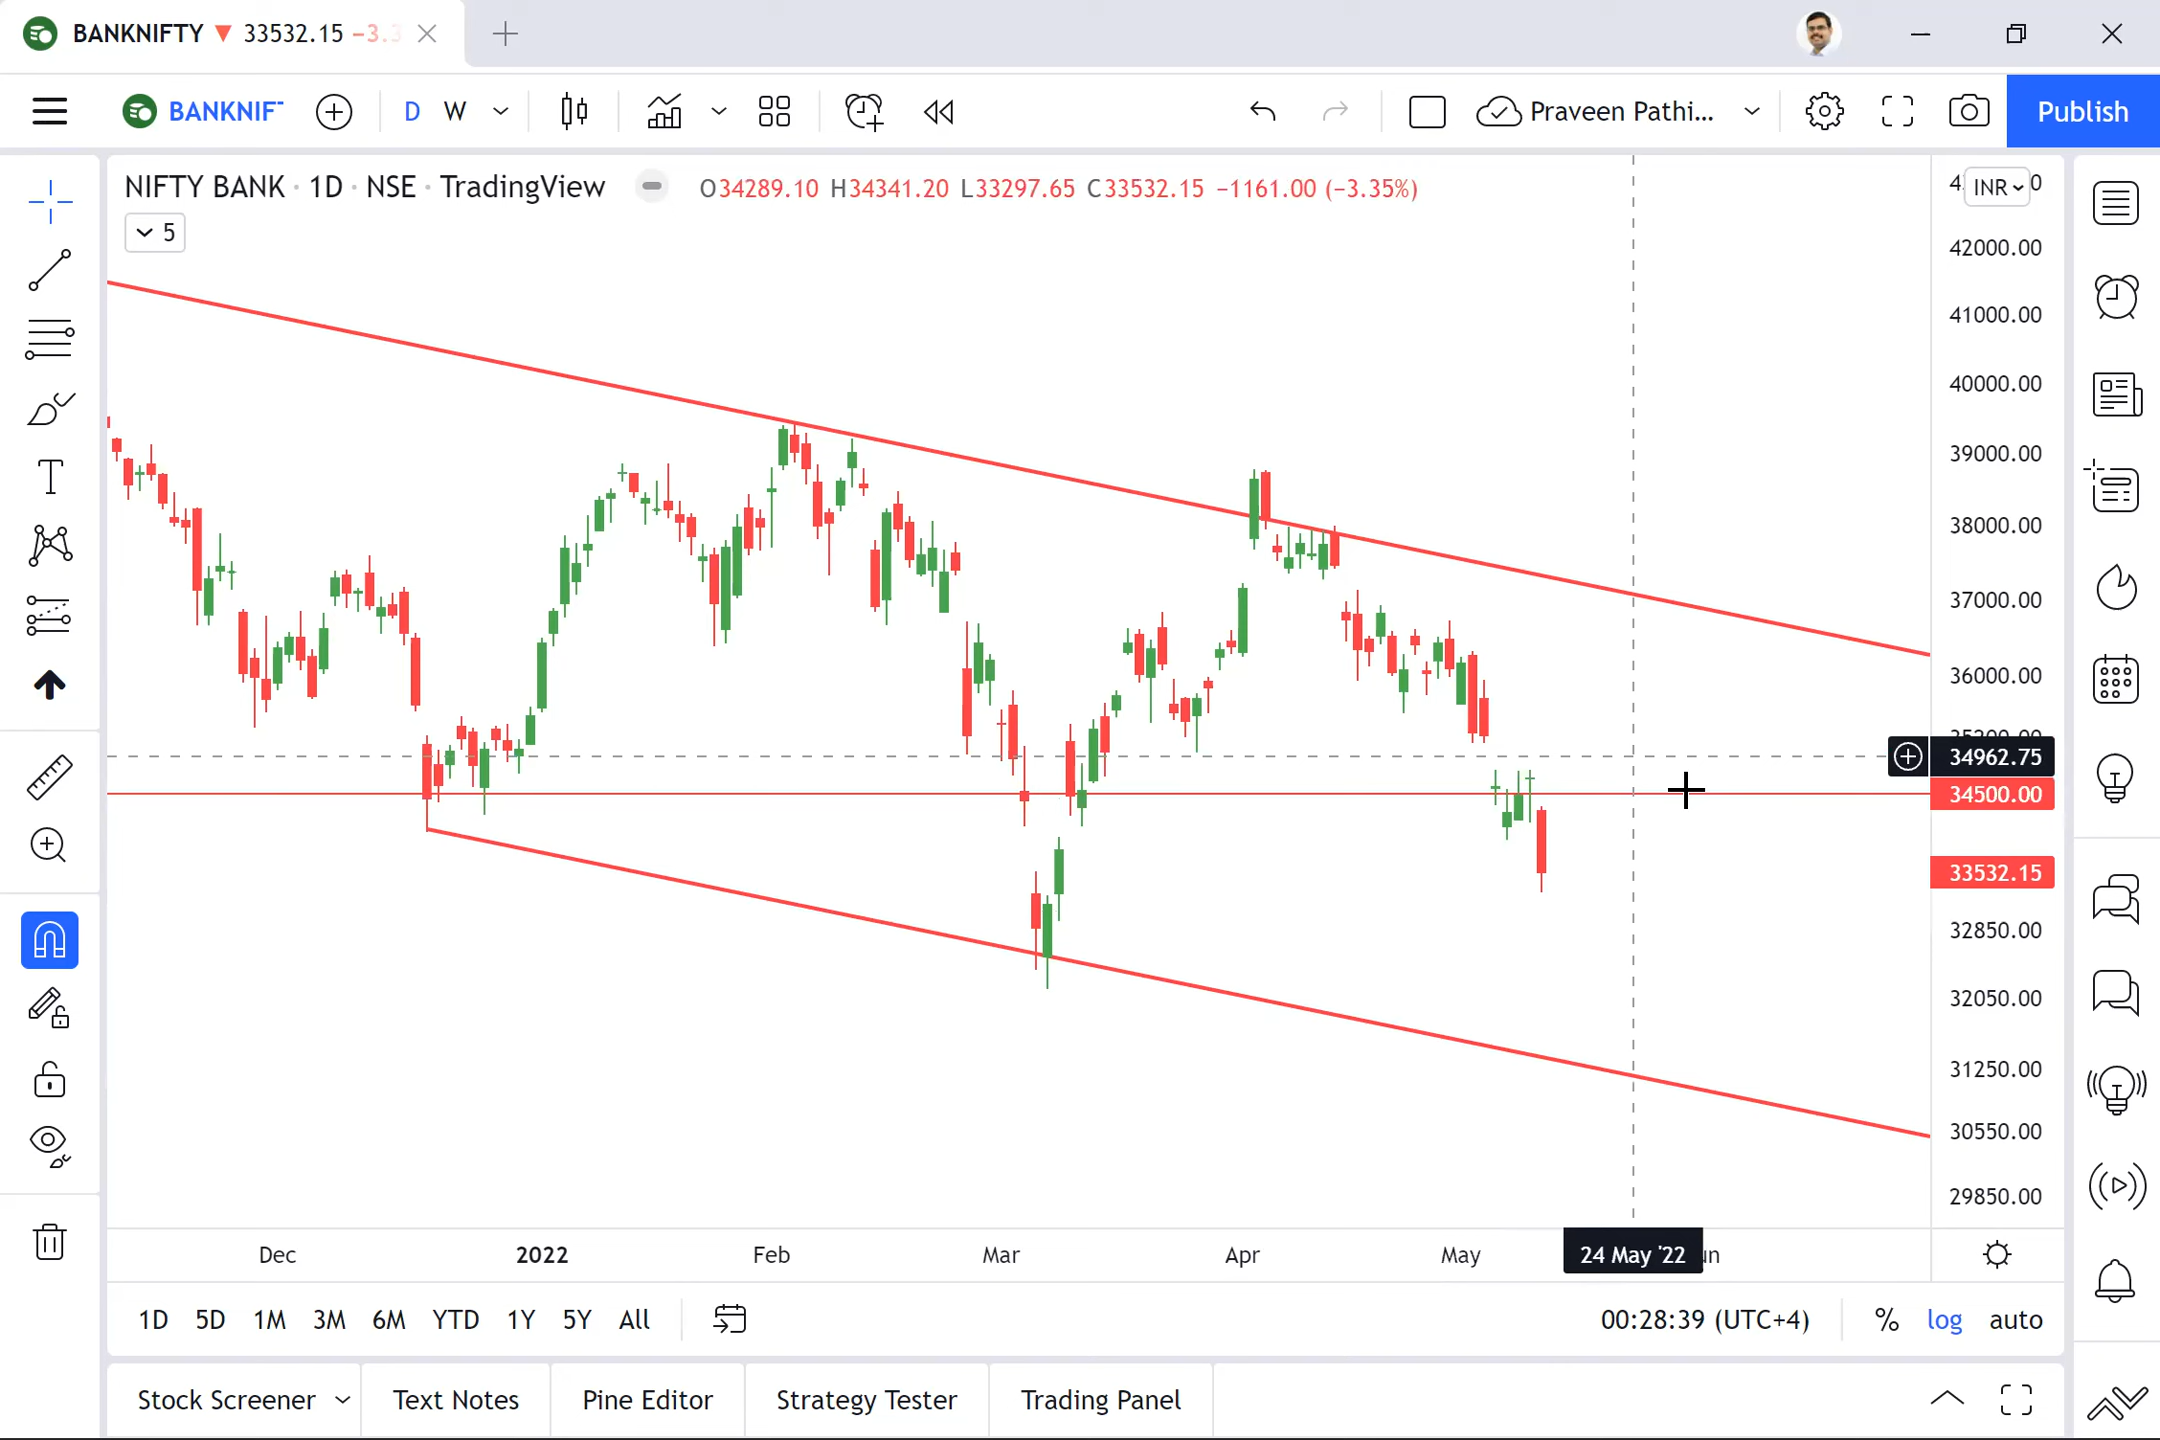 BANKNIFTY ▼ 33532.15 −3.3
BANKNIF
D W
Praveen Pathi...
Publish
NIFTY BANK · 1D · NSE · TradingView
O34289.10 H34341.20 L33297.65 C33532.15 −1161.00 (−3.35%)
5
INR
42000.00
41000.00
40000.00
39000.00
38000.00
37000.00
36000.00
34962.75
34500.00
33532.15
32850.00
32050.00
31250.00
30550.00
29850.00
Dec 2022 Feb Mar Apr May 24 May '22 un
1D 5D 1M 3M 6M YTD 1Y 5Y All
00:28:39 (UTC+4) % log auto
Stock Screener Text Notes Pine Editor Strategy Tester Trading Panel